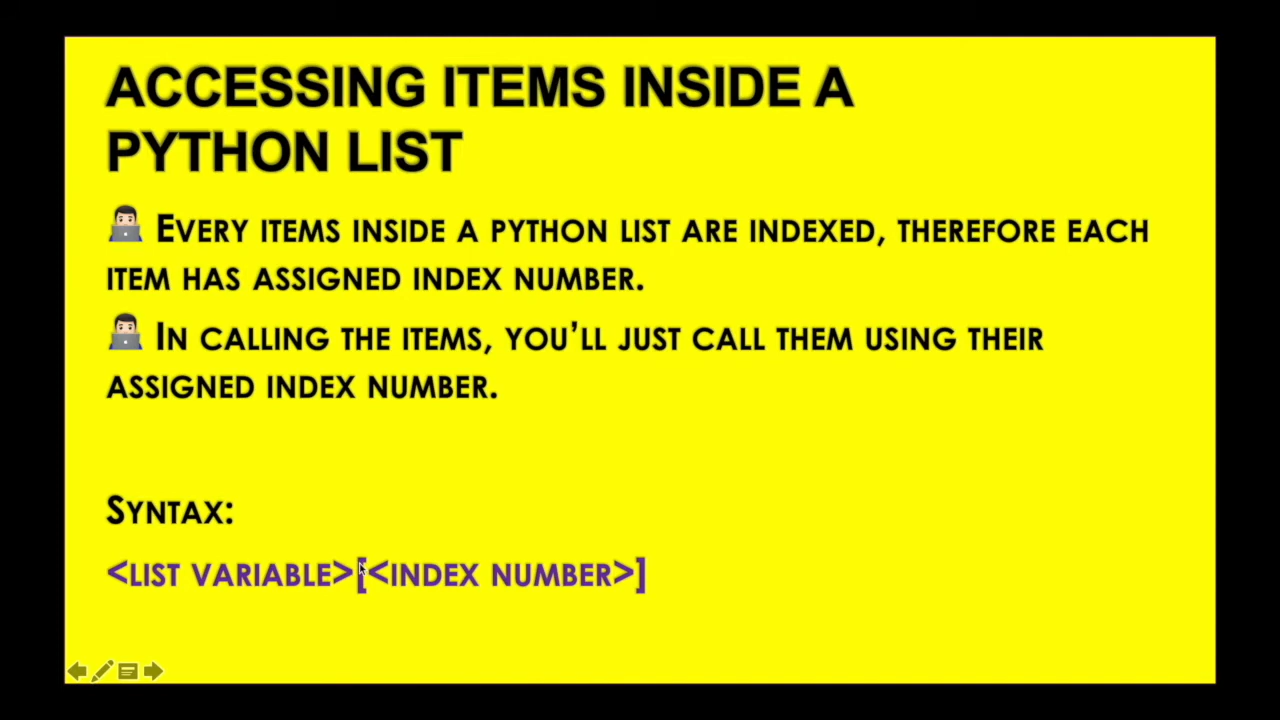 ACCESSING ITEMS INSIDE A
PYTHON LIST
EVERY ITEMS INSIDE A PYTHON LIST ARE INDEXED, THEREFORE EACH
ITEM HAS ASSIGNED INDEX NUMBER.
IN CALLING THE ITEMS, YOU’LL JUST CALL THEM USING THEIR
ASSIGNED INDEX NUMBER.
SYNTAX:
<LIST VARIABLE>[<INDEX NUMBER>]